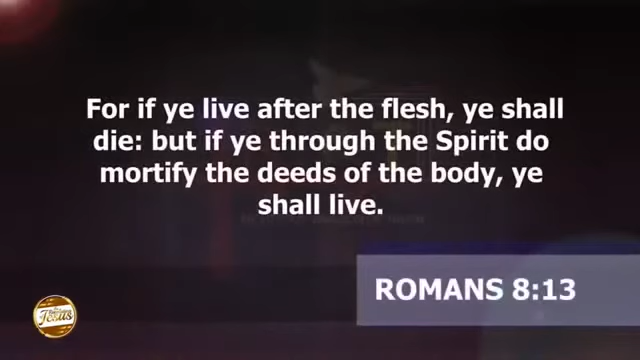 For if ye live after the flesh, ye shall
die: but if ye through the Spirit do
mortify the deeds of the body, ye
shall live.
ROMANS 8:13
Jesus